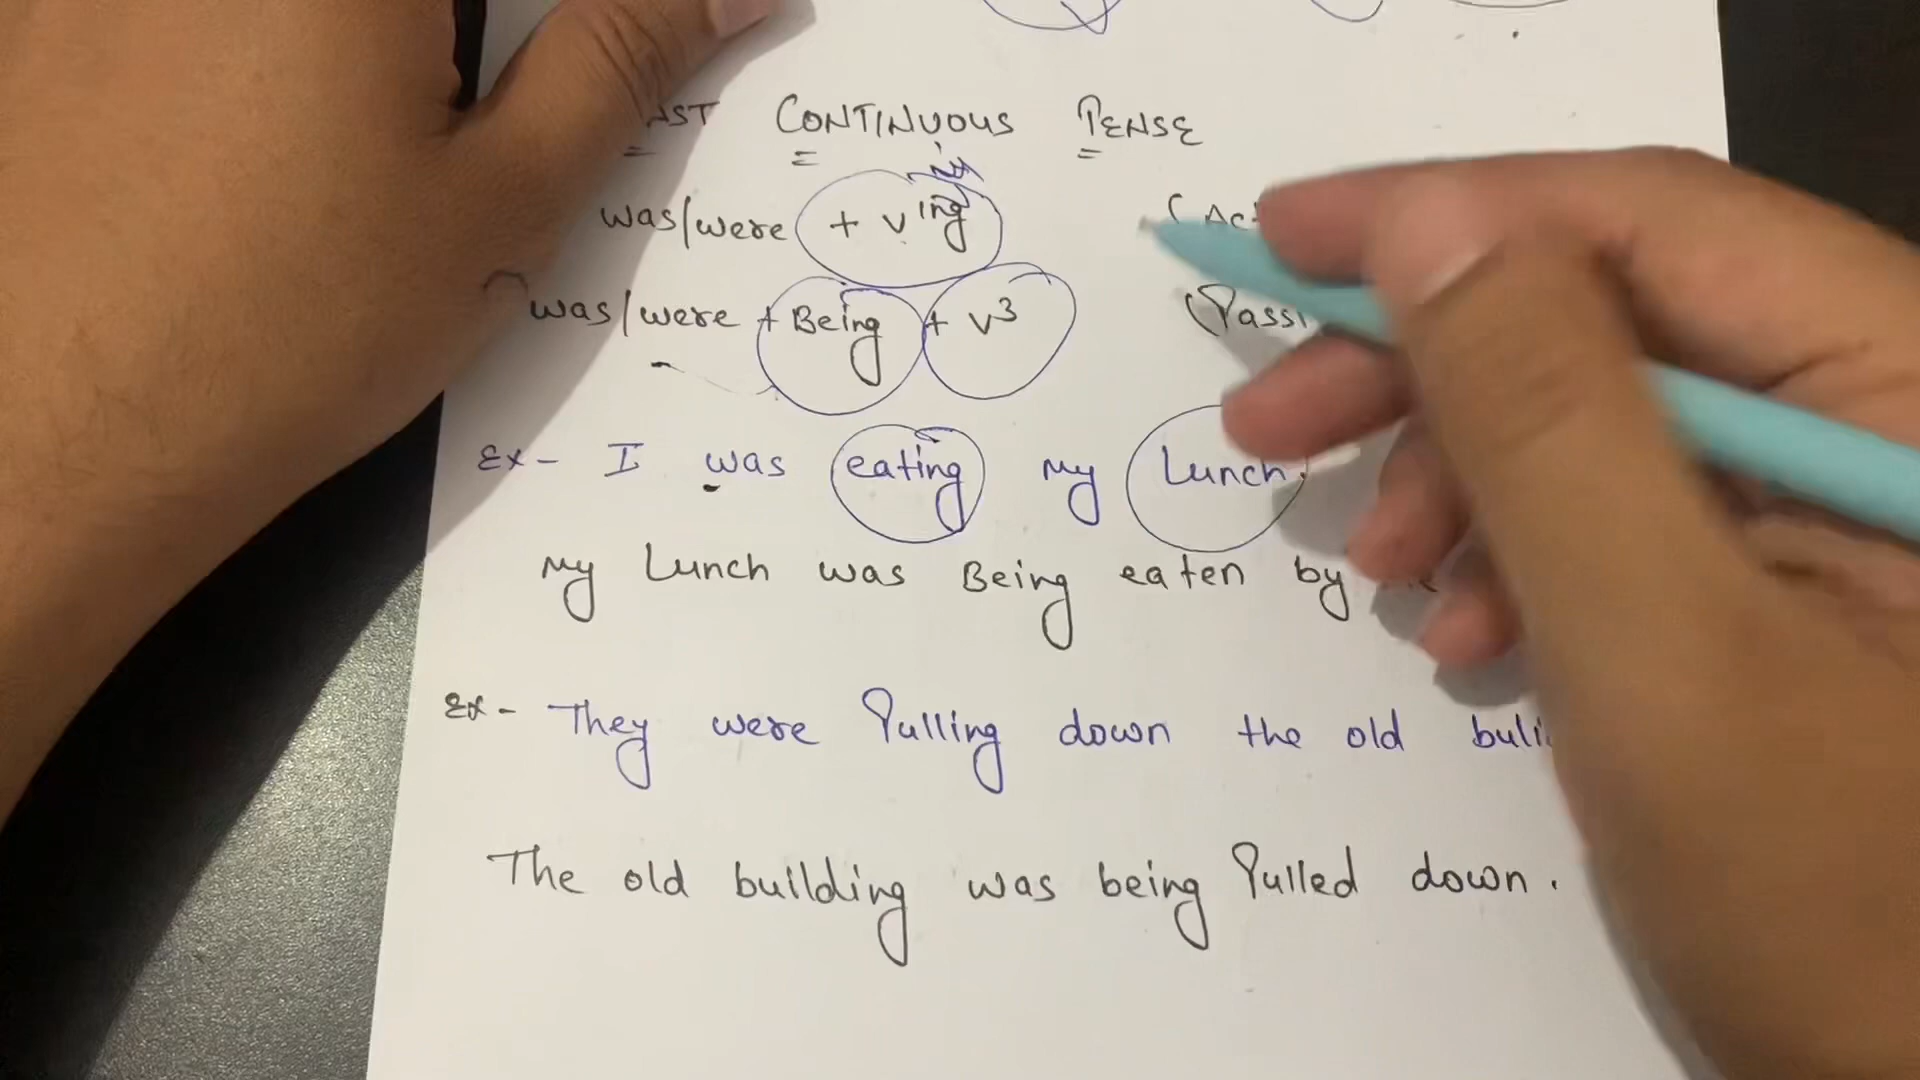 CONTINUOUS TENSE
was/were + v ing
was/were + Being + v3
Ex- I was eating my Lunch.
my Lunch was Being eaten by
Ex- They were Pulling down the old
The old building was being Pulled down.